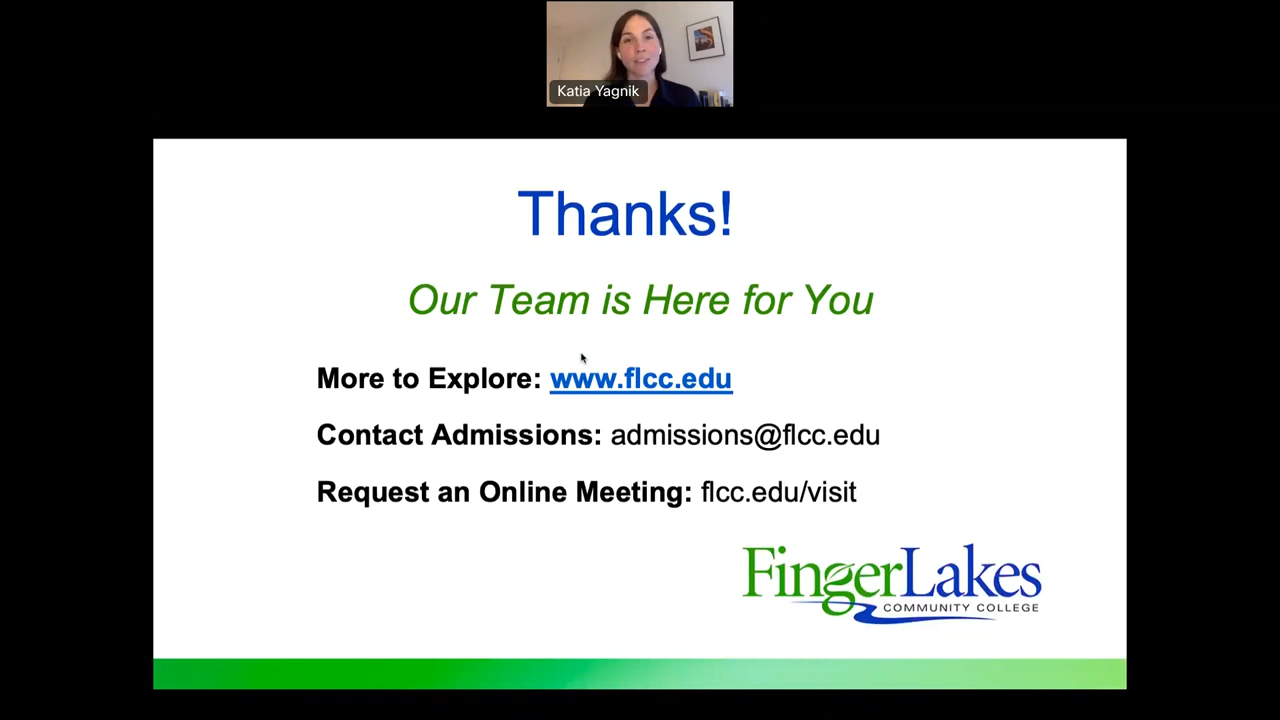 Katia Yagnik
Thanks!
Our Team is Here for You
More to Explore: www.flcc.edu
Contact Admissions: admissions@flcc.edu
Request an Online Meeting: flcc.edu/visit
FingerLakes
COMMUNITY COLLEGE